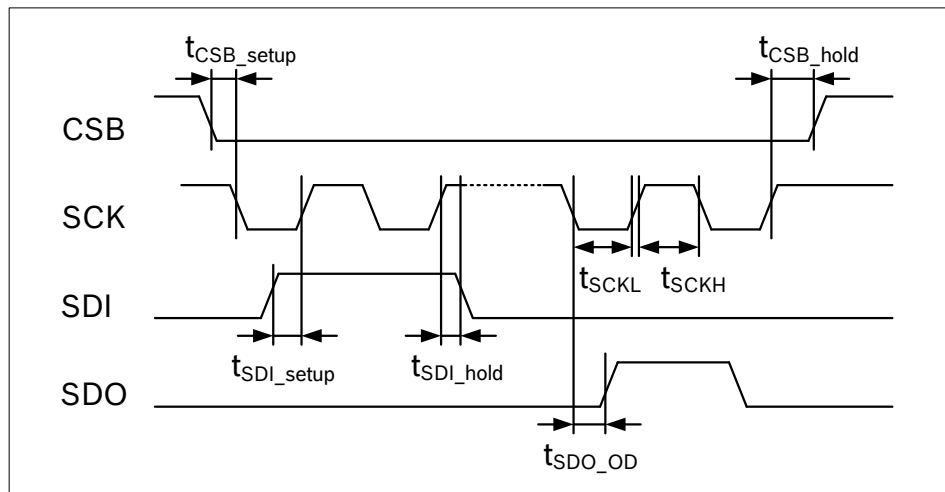 tCSB_setup
tCSB_hold
CSB
SCK
tSCKL
tSCKH
SDI
tSDI_setup
tSDI_hold
SDO
tSDO_OD